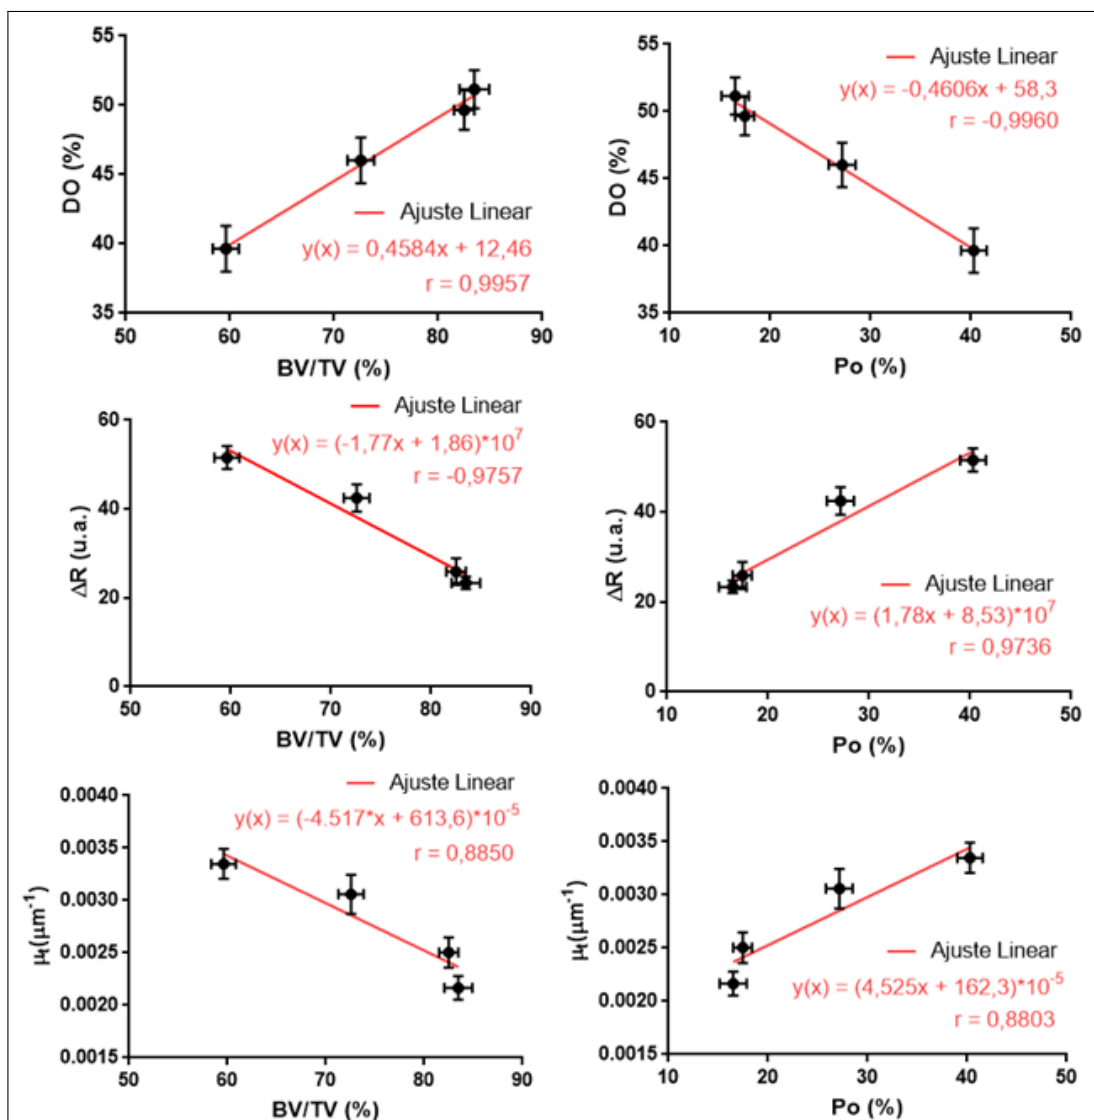 55
50
45
40
35
DO (%)
Ajuste Linear
y(x) = 0,4584x + 12,46
r = 0,9957
50 60 70 80 90
BV/TV (%)
55
50
45
40
35
DO (%)
Ajuste Linear
y(x) = -0,4606x + 58,3
r = -0,9960
10 20 30 40 50
Po (%)
60
40
20
0
ΔR (u.a.)
Ajuste Linear
y(x) = (-1,77x + 1,86)*10⁷
r = -0,9757
50 60 70 80 90
BV/TV (%)
60
40
20
0
ΔR (u.a.)
Ajuste Linear
y(x) = (1,78x + 8,53)*10⁷
r = 0,9736
10 20 30 40 50
Po (%)
0.0040
0.0035
0.0030
0.0025
0.0020
0.0015
μt(μm⁻¹)
Ajuste Linear
y(x) = (-4.517*x + 613,6)*10⁻⁵
r = 0,8850
50 60 70 80 90
BV/TV (%)
0.0040
0.0035
0.0030
0.0025
0.0020
0.0015
μt(μm⁻¹)
Ajuste Linear
y(x) = (4,525x + 162,3)*10⁻⁵
r = 0,8803
10 20 30 40 50
Po (%)